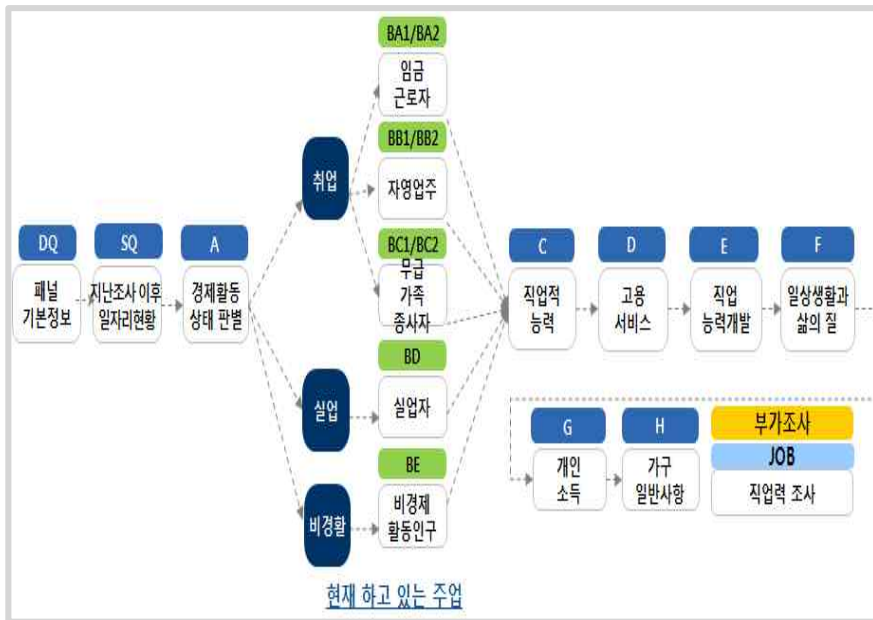 DQ
패널
기본정보
SQ
지난조사 이후
일자리현황
A
경제활동
상태 판별
취업
BA1/BA2
임금
근로자
BB1/BB2
자영업주
BC1/BC2
무급
가족
종사자
실업
BD
실업자
비경활
BE
비경제
활동인구
현재 하고 있는 주업
C
직업적
능력
D
고용
서비스
E
직업
능력개발
F
일상생활과
삶의 질
G
개인
소득
H
가구
일반사항
부가조사
JOB
직업력 조사